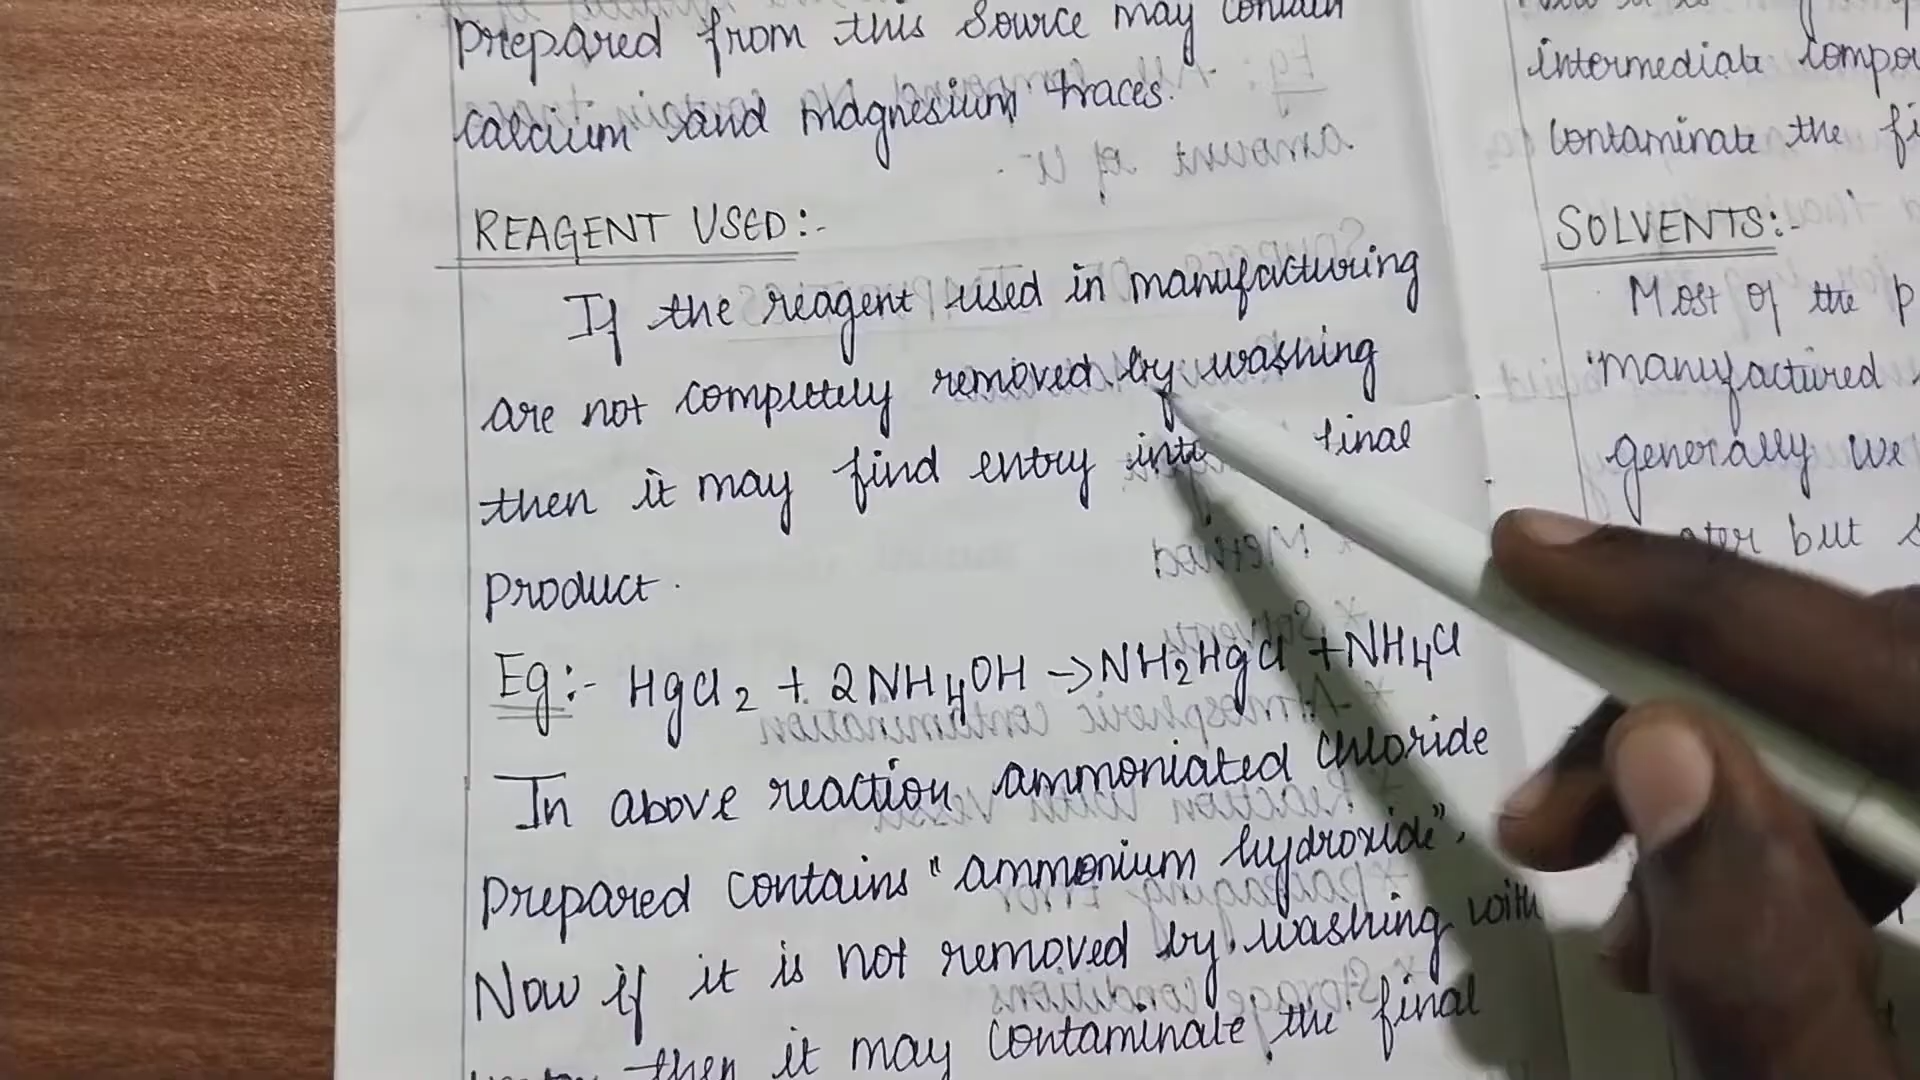 prepared from this source may contain
calcium and magnesium traces.
REAGENT USED:-
If the reagent used in manufacturing
are not completely removed by washing
then it may find entry into final
product.
Eg:- HgCl2 + 2NH4OH → NH2HgCl + NH4Cl
In above reaction ammoniated chloride
prepared contains "ammonium hydroxide".
Now if it is not removed by washing with
then it may contaminate the final
intermediate
contaminate the
SOLVENTS:-
Most of the
manufactured
generally we
but